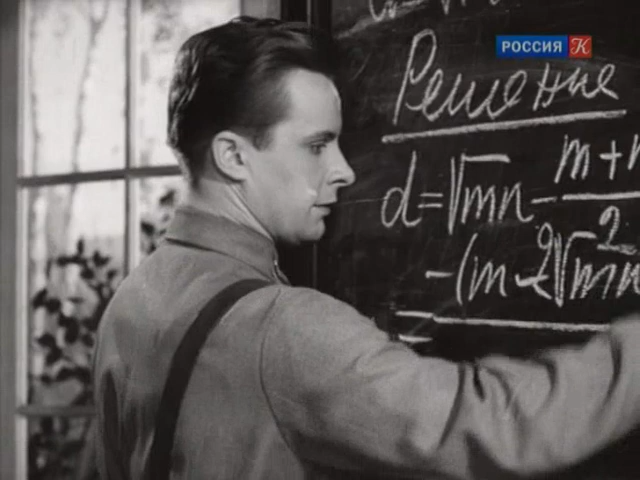 РОССИЯ К
Решение
d=√mn - m+n
2
-(m-2√mn
=